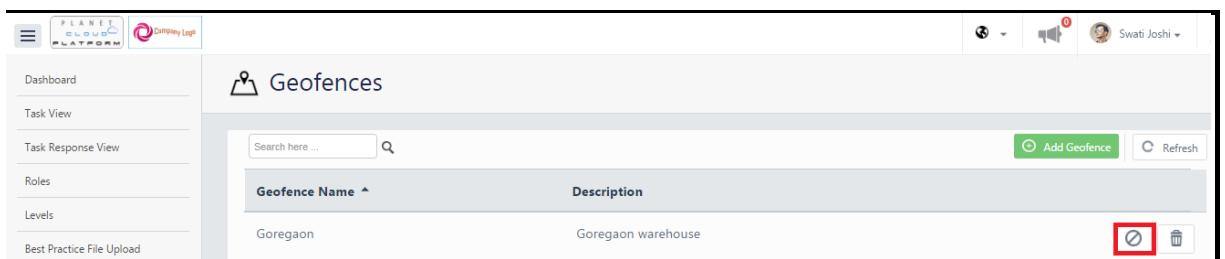 PLANET
CLOUD
PLATFORM
Company Logo
0
Swati Joshi
Dashboard
Task View
Task Response View
Roles
Levels
Best Practice File Upload
Geofences
Search here ...
Add Geofence
Refresh
Geofence Name Description
Goregaon Goregaon warehouse